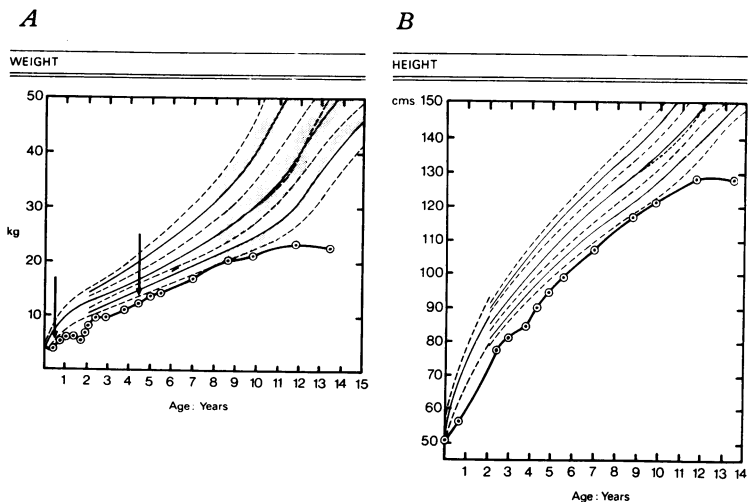 A
WEIGHT
50
40
30
kg
20
10
1 2 3 4 5 6 7 8 9 10 11 12 13 14 15
Age: Years
B
HEIGHT
cms 150
140
130
120
110
100
90
80
70
60
50
1 2 3 4 5 6 7 8 9 10 11 12 13 14
Age: Years